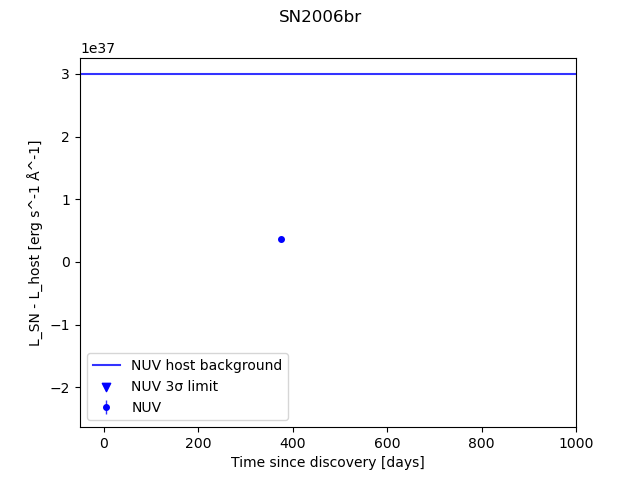 SN2006br
1e37
L_SN - L_host [erg s^-1 Å^-1]
3
2
1
0
−1
−2
NUV host background
NUV 3σ limit
NUV
0
200
400
600
800
1000
Time since discovery [days]